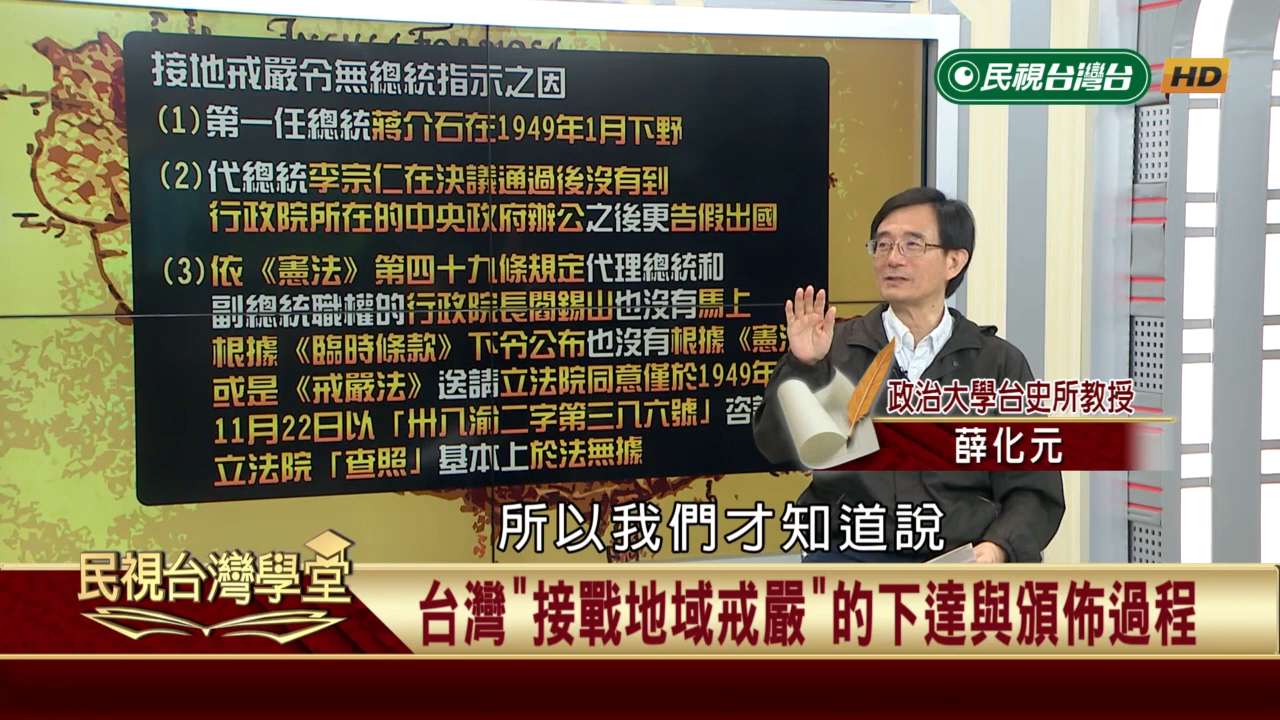 INSULA FORMOSA
民視台灣台 HD
接地戒嚴令無總統指示之因
(1)第一任總統蔣介石在1949年1月下野
(2)代總統李宗仁在決議通過後沒有到
行政院所在的中央政府辦公之後更告假出國
(3)依《憲法》第四十九條規定代理總統和
副總統職權的行政院長閻錫山也沒有馬上
根據《臨時條款》下令公布也沒有根據《憲法
或是《戒嚴法》送請立法院同意僅於1949年
11月22日以「卅八渝二字第三八六號」咨請
立法院「查照」基本上於法無據
政治大學台史所教授
薛化元
所以我們才知道說
民視台灣學堂
台灣"接戰地域戒嚴"的下達與頒佈過程